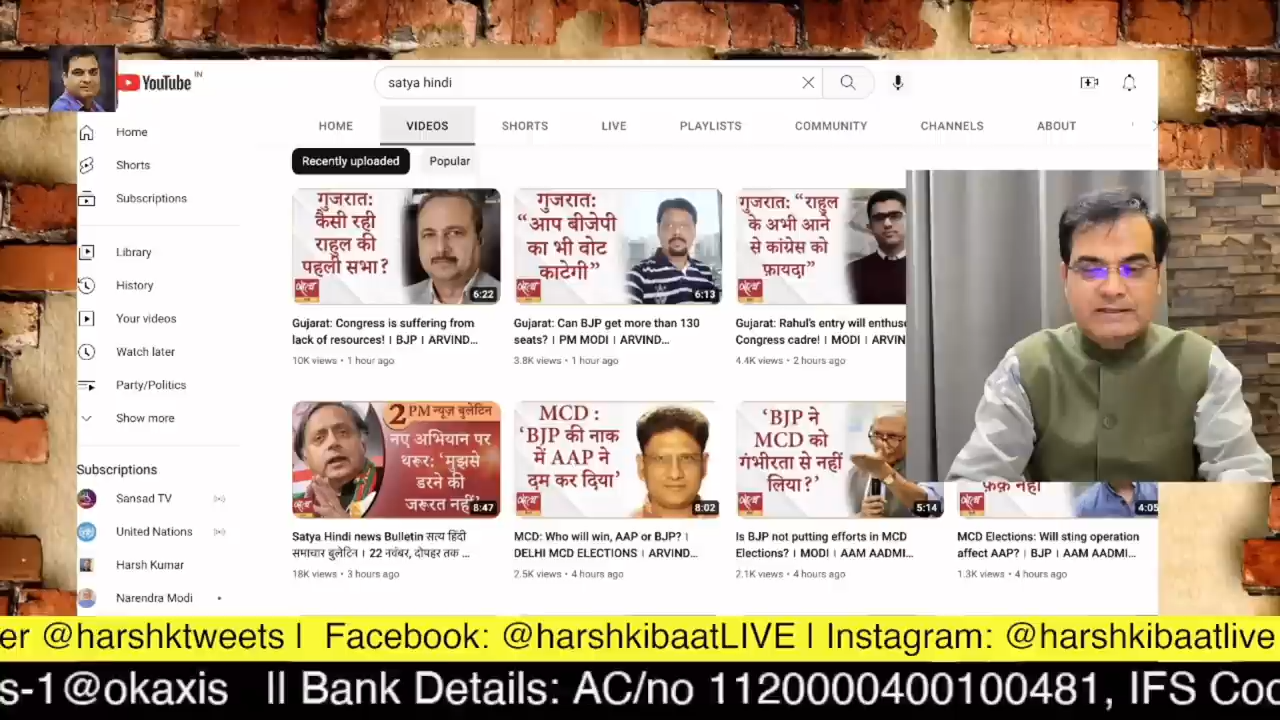 YouTube IN
satya hindi
Home
Shorts
Subscriptions
Library
History
Your videos
Watch later
Party/Politics
Show more
Subscriptions
Sansad TV
United Nations
Harsh Kumar
Narendra Modi
HOME VIDEOS SHORTS LIVE PLAYLISTS COMMUNITY CHANNELS ABOUT
Recently uploaded Popular
गुजरात:
कैसी रही
राहुल की
पहली सभा?
6:22
Gujarat: Congress is suffering from
lack of resources! । BJP । ARVIND...
10K views • 1 hour ago
गुजरात:
“आप बीजेपी
का भी वोट
काटेगी”
6:13
Gujarat: Can BJP get more than 130
seats? । PM MODI । ARVIND...
3.8K views • 1 hour ago
गुजरात: “राहुल
के अभी आने
से कांग्रेस को
फ़ायदा”
Gujarat: Rahul's entry will enthuse
Congress cadre! । MODI । ARVIN
4.4K views • 2 hours ago
2 PM न्यूज़ बुलेटिन
नए अभियान पर
थरूर: ‘मुझसे
डरने की
जरूरत नहीं’
8:47
Satya Hindi news Bulletin सत्य हिंदी
समाचार बुलेटिन । 22 नवंबर, दोपहर तक ...
18K views • 3 hours ago
MCD :
‘BJP की नाक
में AAP ने
दम कर दिया’
8:02
MCD: Who will win, AAP or BJP? ।
DELHI MCD ELECTIONS । ARVIND...
2.5K views • 4 hours ago
‘BJP ने
MCD को
गंभीरता से नहीं
लिया?’
5:14
Is BJP not putting efforts in MCD
Elections? । MODI । AAM AADMI...
2.1K views • 4 hours ago
फ़र्क़ नहीं
4:05
MCD Elections: Will sting operation
affect AAP? । BJP । AAM AADMI...
1.3K views • 4 hours ago
er @harshktweets | Facebook: @harshkibaatLIVE | Instagram: @harshkibaatlive
s-1@okaxis || Bank Details: AC/no 1120000400100481, IFS Coc